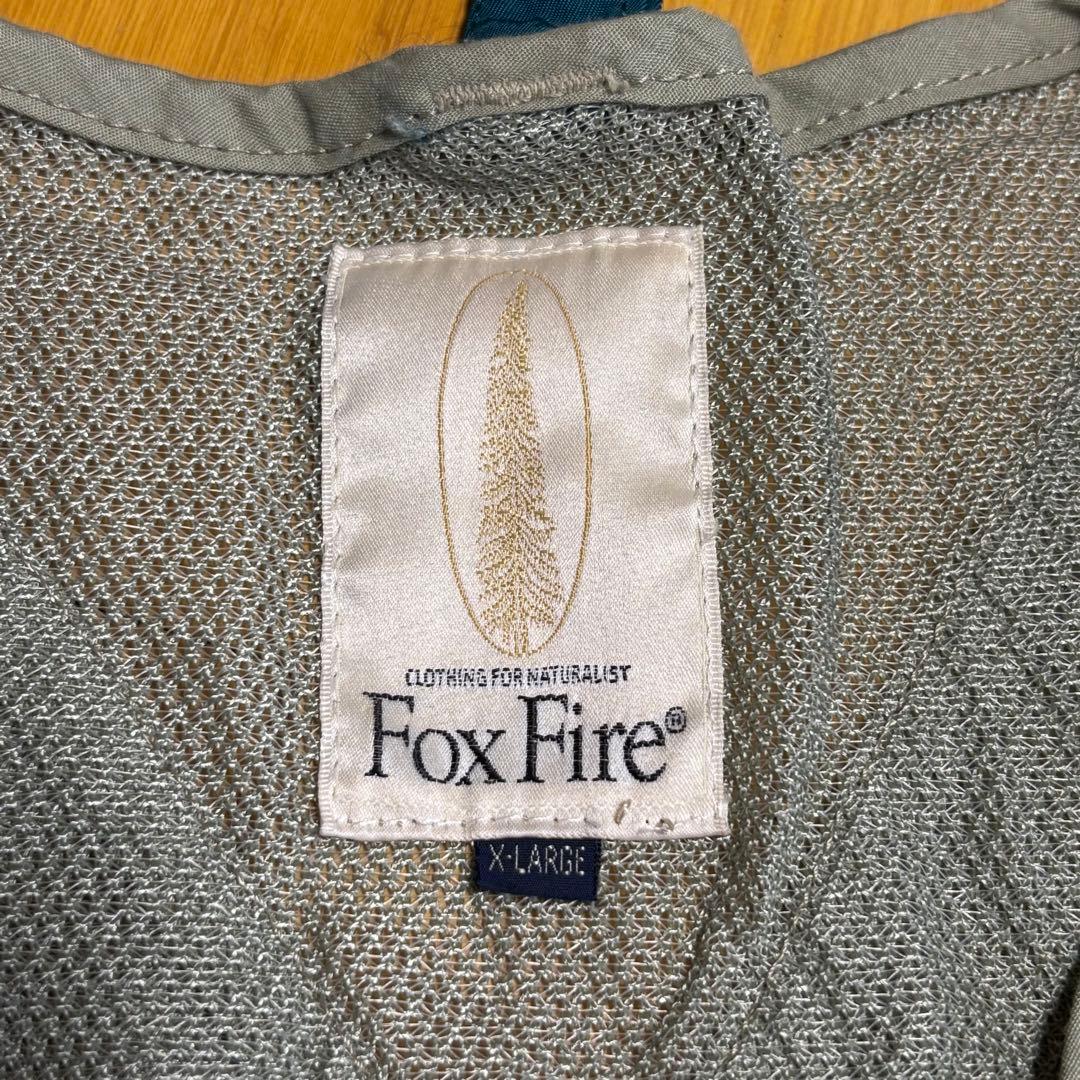 CLOTHING FOR NATURALIST
Fox Fire®
X-LARGE